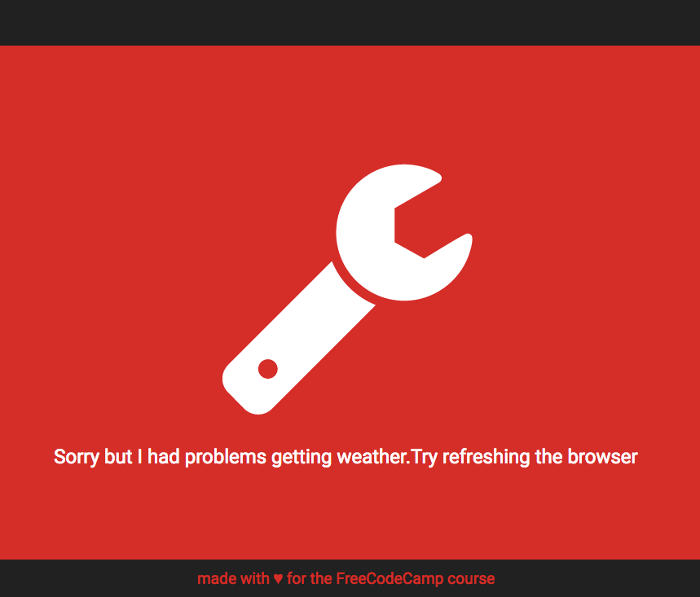 Sorry but I had problems getting weather.Try refreshing the browser
made with ♥ for the FreeCodeCamp course